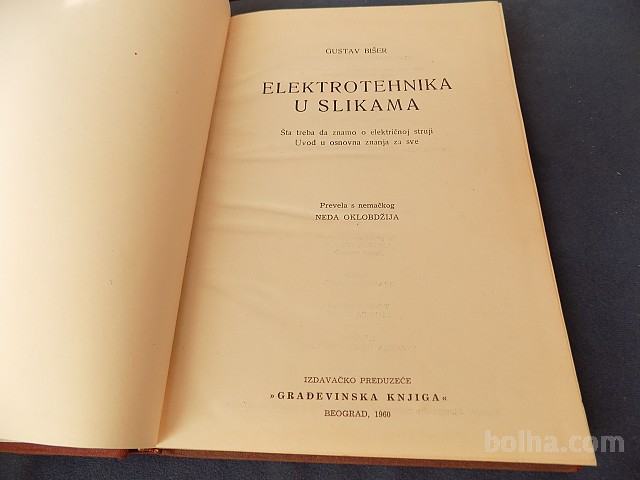 GUSTAV BIŠER
ELEKTROTEHNIKA
U SLIKAMA
Šta treba da znamo o električnoj struji
Uvod u osnovna znanja za sve
Prevela s nemačkog
NEDA OKLOBDŽIJA
IZDAVAČKO PREDUZEĆE
»GRAĐEVINSKA KNJIGA«
BEOGRAD, 1960
bolha.com